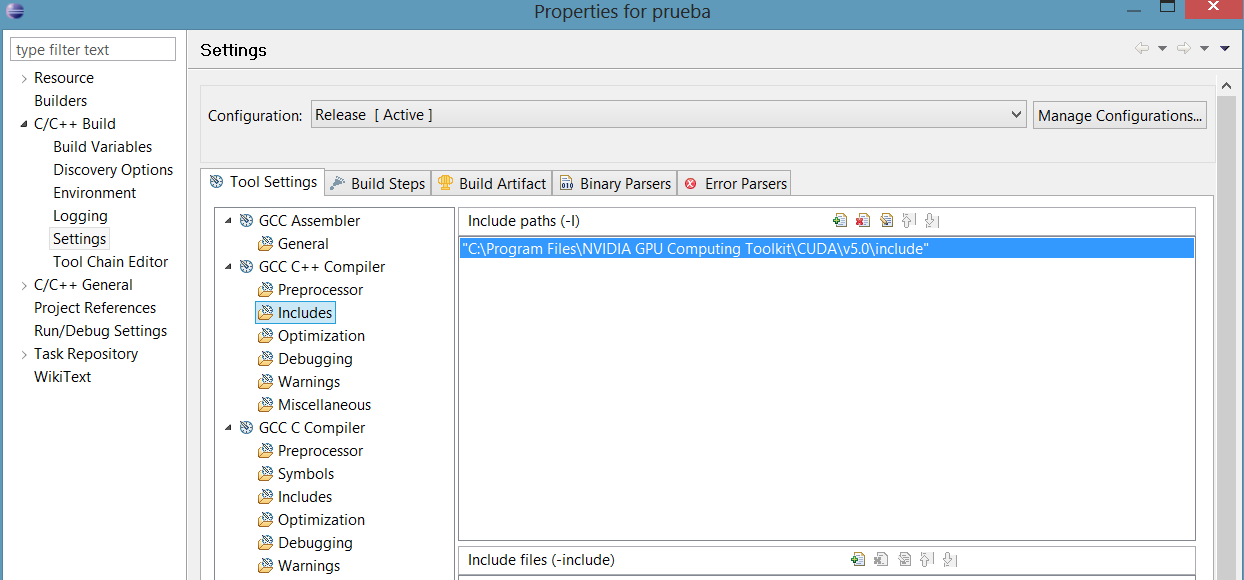 Properties for prueba
type filter text
Resource
Builders
C/C++ Build
Build Variables
Discovery Options
Environment
Logging
Settings
Tool Chain Editor
C/C++ General
Project References
Run/Debug Settings
Task Repository
WikiText
Settings
Configuration: Release [ Active ] Manage Configurations...
Tool Settings Build Steps Build Artifact Binary Parsers Error Parsers
GCC Assembler
General
GCC C++ Compiler
Preprocessor
Includes
Optimization
Debugging
Warnings
Miscellaneous
GCC C Compiler
Preprocessor
Symbols
Includes
Optimization
Debugging
Warnings
Include paths (-I)
"C:\Program Files\NVIDIA GPU Computing Toolkit\CUDA\v5.0\include"
Include files (-include)